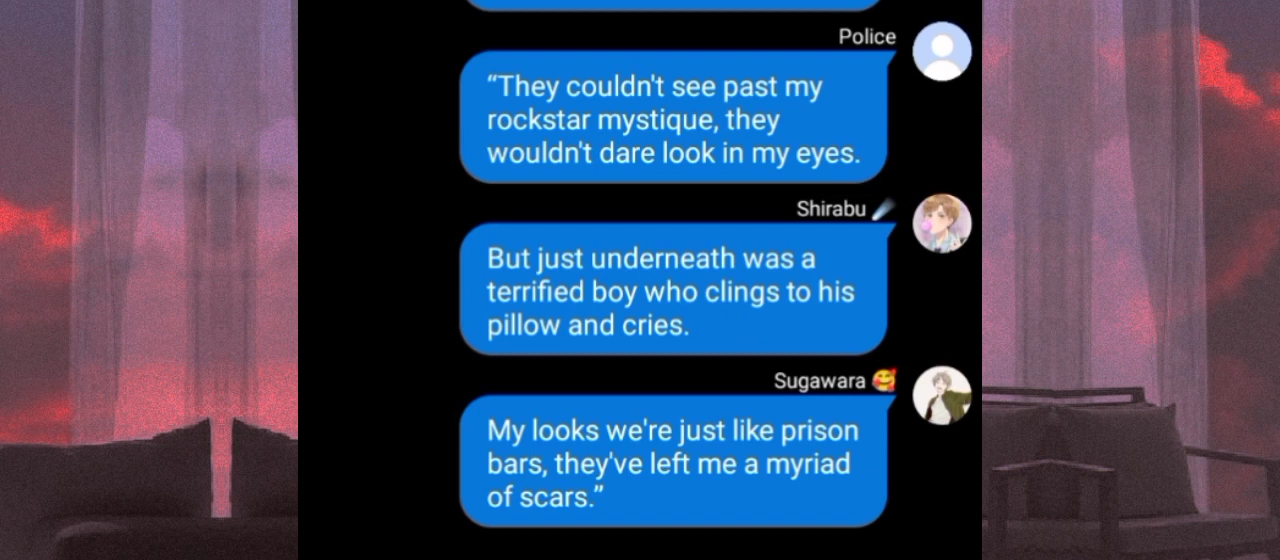 Police
“They couldn't see past my
rockstar mystique, they
wouldn't dare look in my eyes.
Shirabu ☄️
But just underneath was a
terrified boy who clings to his
pillow and cries.
Sugawara 🥰
My looks we're just like prison
bars, they've left me a myriad
of scars.”